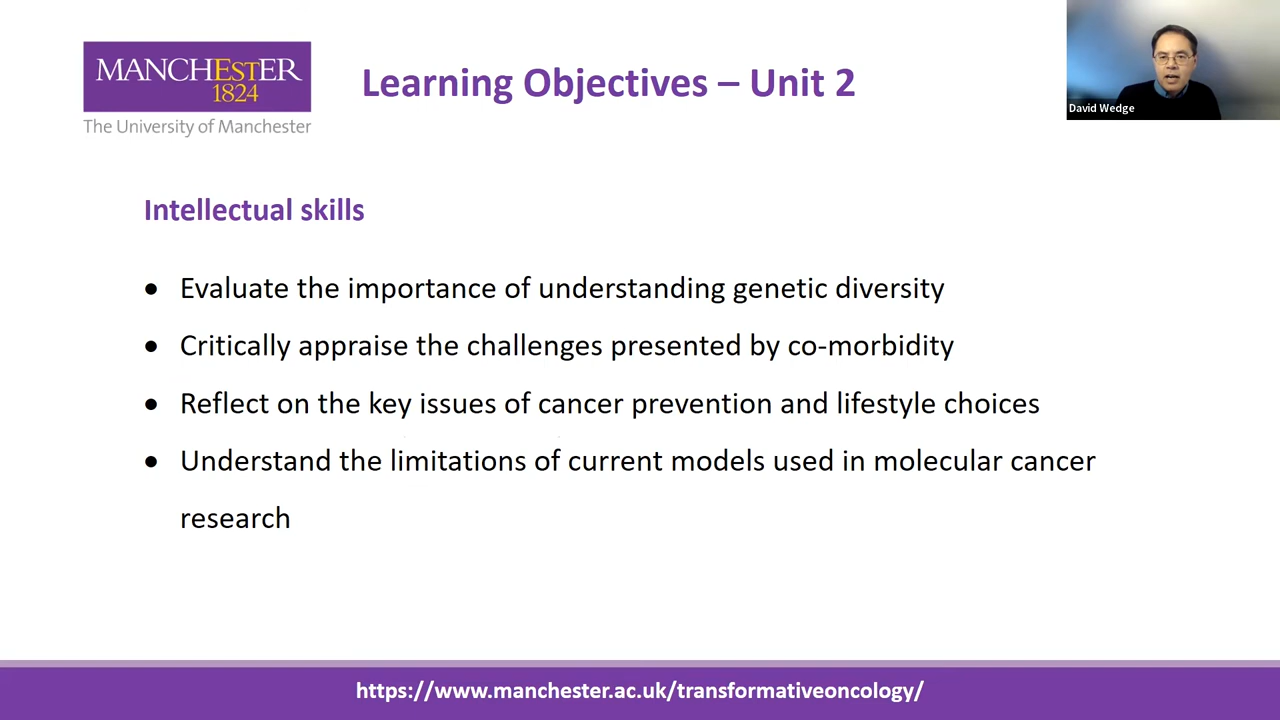 MANCHESTER
1824
The University of Manchester
Learning Objectives – Unit 2
David Wedge
Intellectual skills
• Evaluate the importance of understanding genetic diversity
• Critically appraise the challenges presented by co-morbidity
• Reflect on the key issues of cancer prevention and lifestyle choices
• Understand the limitations of current models used in molecular cancer
research
https://www.manchester.ac.uk/transformativeoncology/